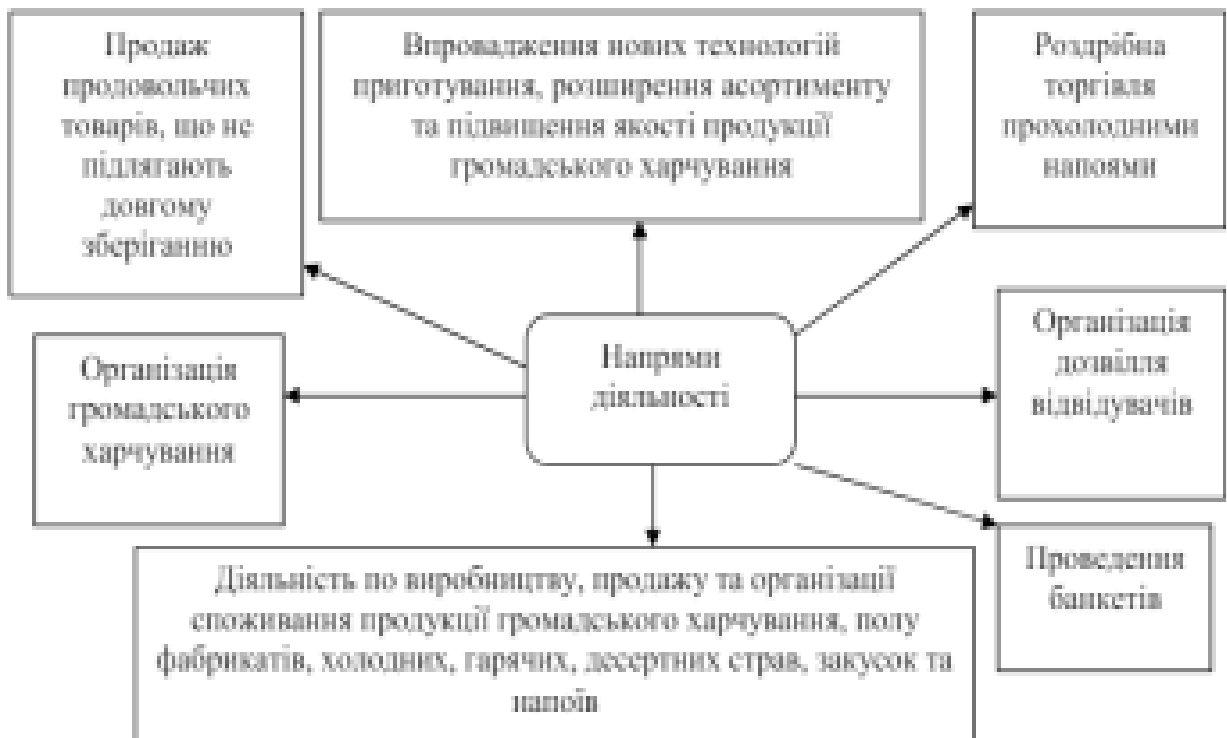 Продаж
продовольчих
товарів, що не
підлягають
довгому
зберіганню
Впровадження нових технологій
приготування, розширення асортименту
та підвищення якості продукції
громадського харчування
Роздрібна
торгівля
прохолодними
напоями
Організація
громадського
харчування
Напрями
діяльності
Організація
дозвілля
відвідувачів
Діяльність по виробництву, продажу та організації
споживання продукції громадського харчування, полу
фабрикатів, холодних, гарячих, десертних страв, закусок та
напоїв
Проведення
банкетів